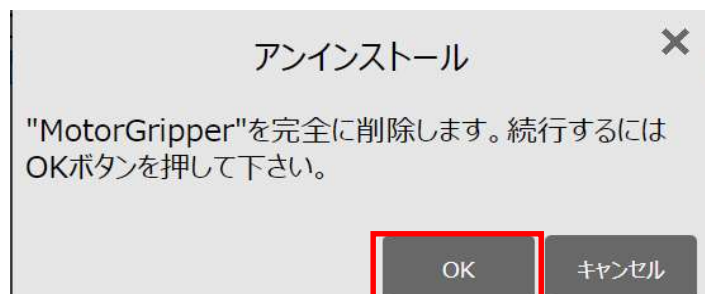 アンインストール
"MotorGripper"を完全に削除します。続行するには
OKボタンを押して下さい。
OK
キャンセル